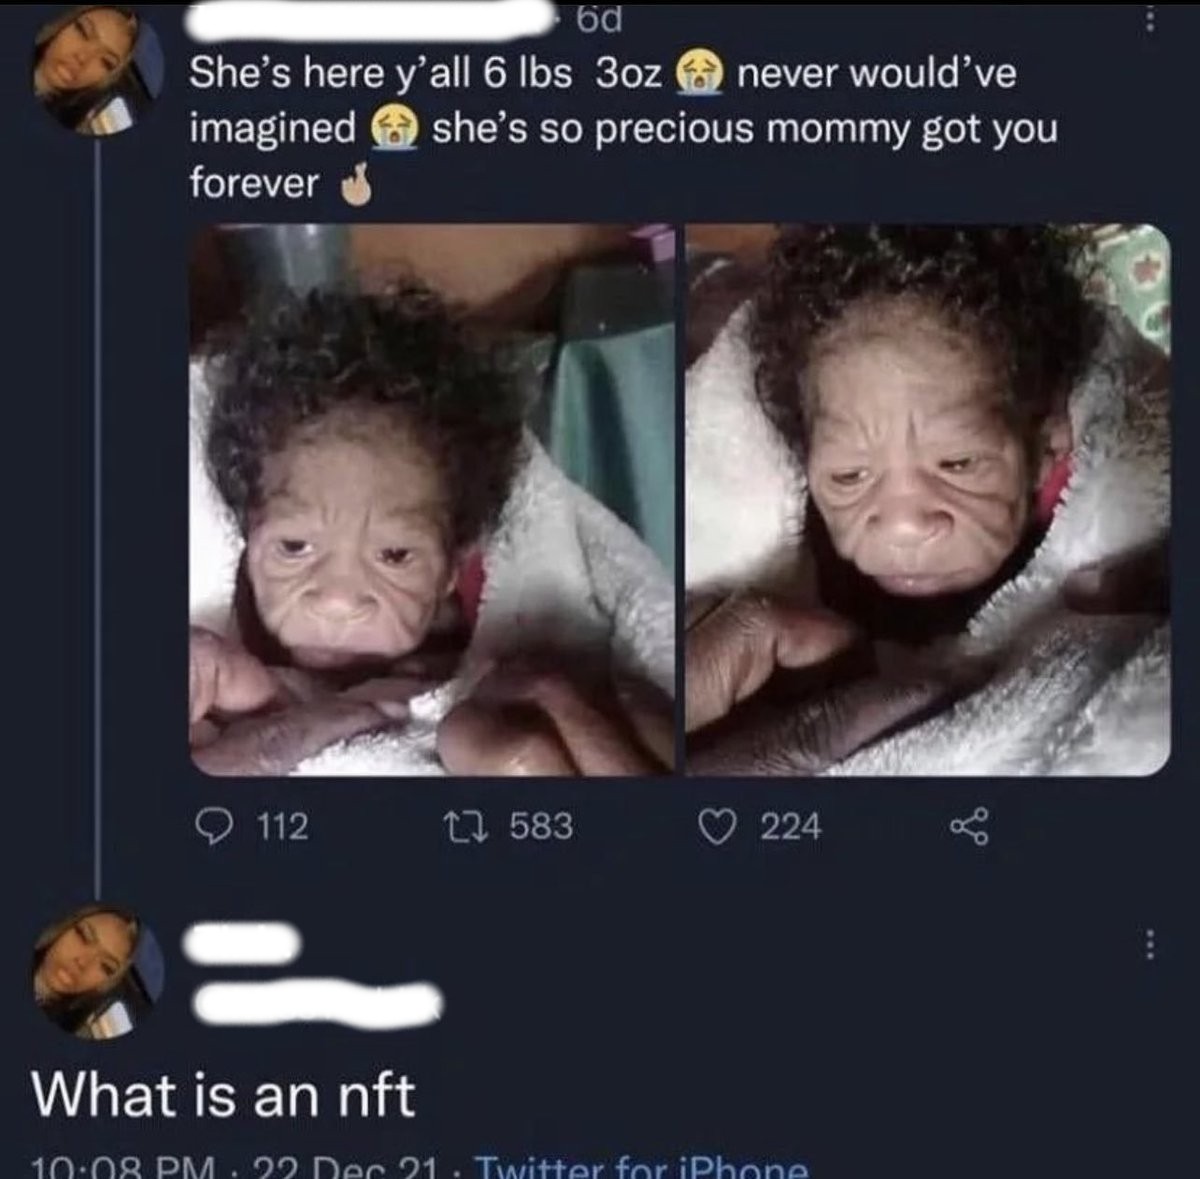 6d
She's here y'all 6 lbs 3oz 😭 never would've
imagined 😭 she's so precious mommy got you
forever 🤞🏼
112
583
224
What is an nft
10:08 PM · 22 Dec 21 · Twitter for iPhone